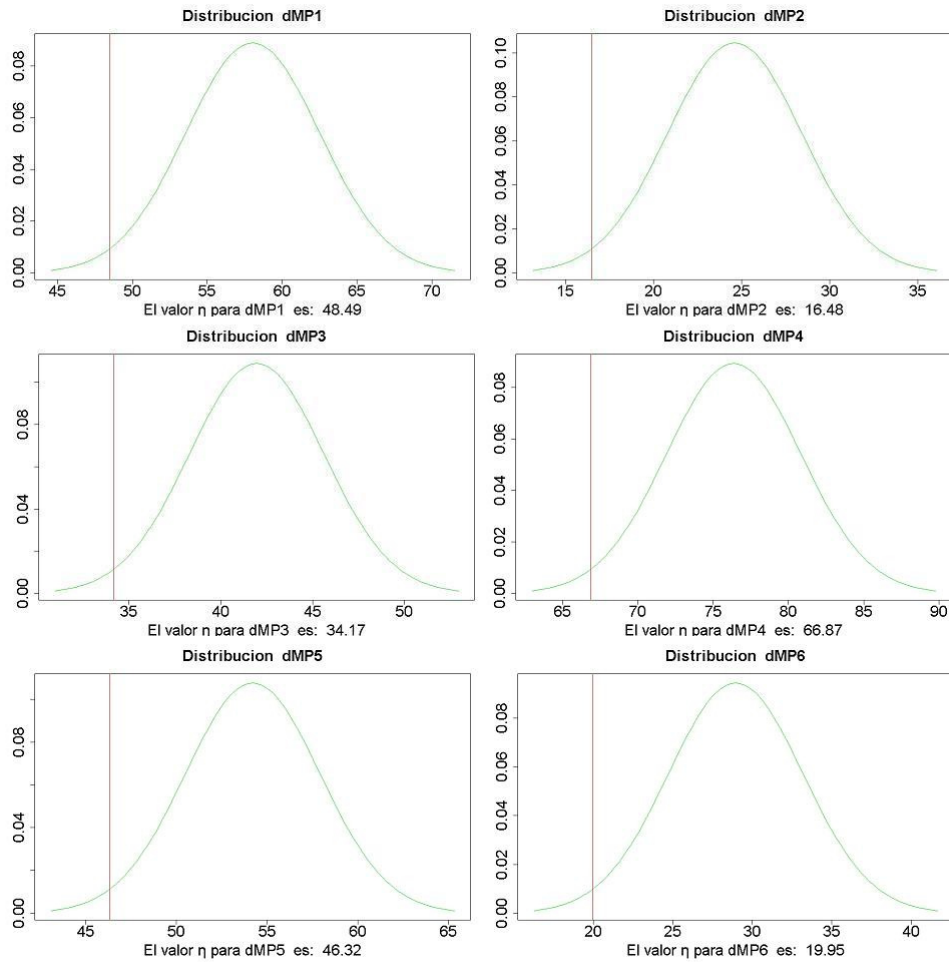 Distribucion dMP1
0.00 0.02 0.04 0.06 0.08
45 50 55 60 65 70
El valor η para dMP1 es: 48.49
Distribucion dMP2
0.00 0.02 0.04 0.06 0.08 0.10
15 20 25 30 35
El valor η para dMP2 es: 16.48
Distribucion dMP3
0.00 0.04 0.08
35 40 45 50
El valor η para dMP3 es: 34.17
Distribucion dMP4
0.00 0.02 0.04 0.06 0.08
65 70 75 80 85 90
El valor η para dMP4 es: 66.87
Distribucion dMP5
0.00 0.04 0.08
45 50 55 60 65
El valor η para dMP5 es: 46.32
Distribucion dMP6
0.00 0.02 0.04 0.06 0.08
20 25 30 35 40
El valor η para dMP6 es: 19.95